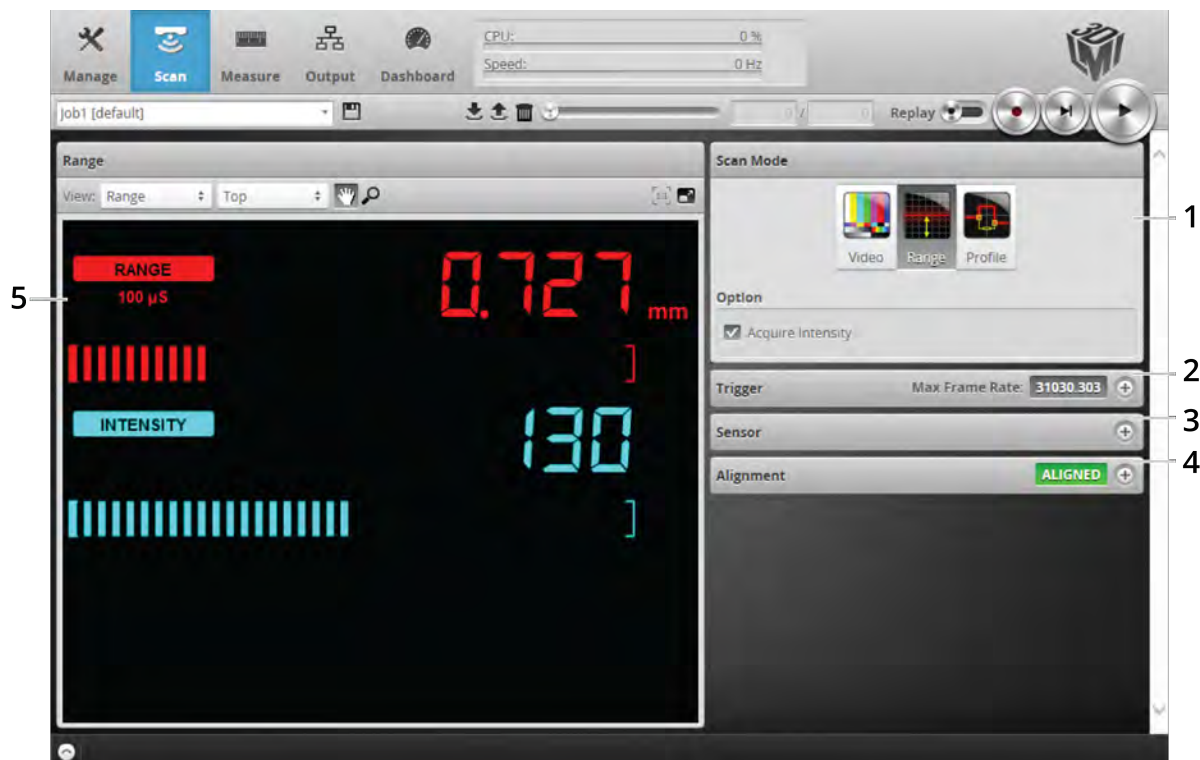 CPU: 0 %
Speed: 0 Hz
Manage Scan Measure Output Dashboard
Job1 [default]
0 / 0 Replay
Range
View: Range Top
RANGE
100 µS
0.727 mm
INTENSITY
130
Scan Mode
Video Range Profile
Option
Acquire Intensity
Trigger Max Frame Rate: 31030.303
Sensor
Alignment ALIGNED
1
2
3
4
5